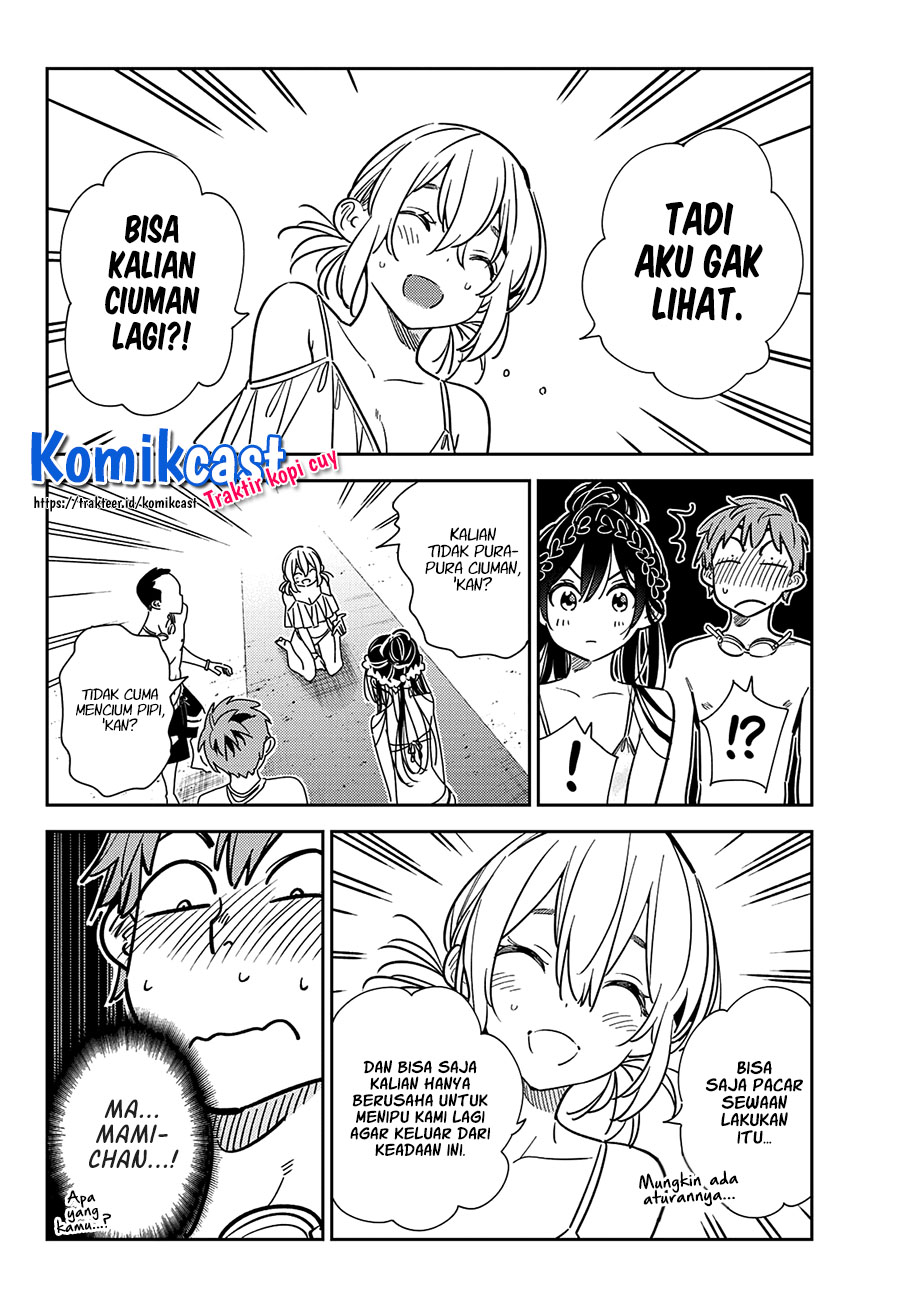 TADI
AKU GAK
LIHAT.
BISA
KALIAN
CIUMAN
LAGI?!
Komikcast
Traktir kopi cuy
https://trakteer.id/komikcast
!?
!
KALIAN
TIDAK PURA-
PURA CIUMAN,
'KAN?
TIDAK CUMA
MENCIUM PIPI,
'KAN?
BISA
SAJA PACAR
SEWAAN
LAKUKAN
ITU...
Mungkin ada
aturannya...
DAN BISA SAJA
KALIAN HANYA
BERUSAHA UNTUK
MENIPU KAMI LAGI
AGAR KELUAR DARI
KEADAAN INI.
MA...
MAMI-
CHAN...!
Apa
yang
kamu...?